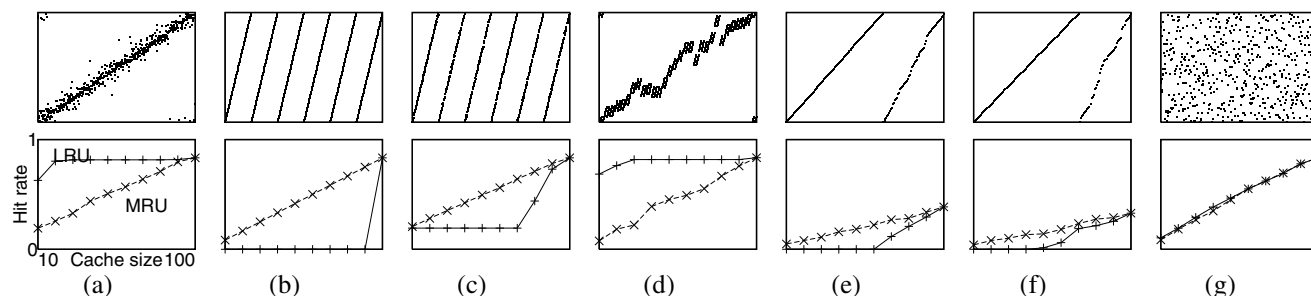 1
LRU
Hit rate
MRU
0
10 Cache size 100
(a) (b) (c) (d) (e) (f) (g)